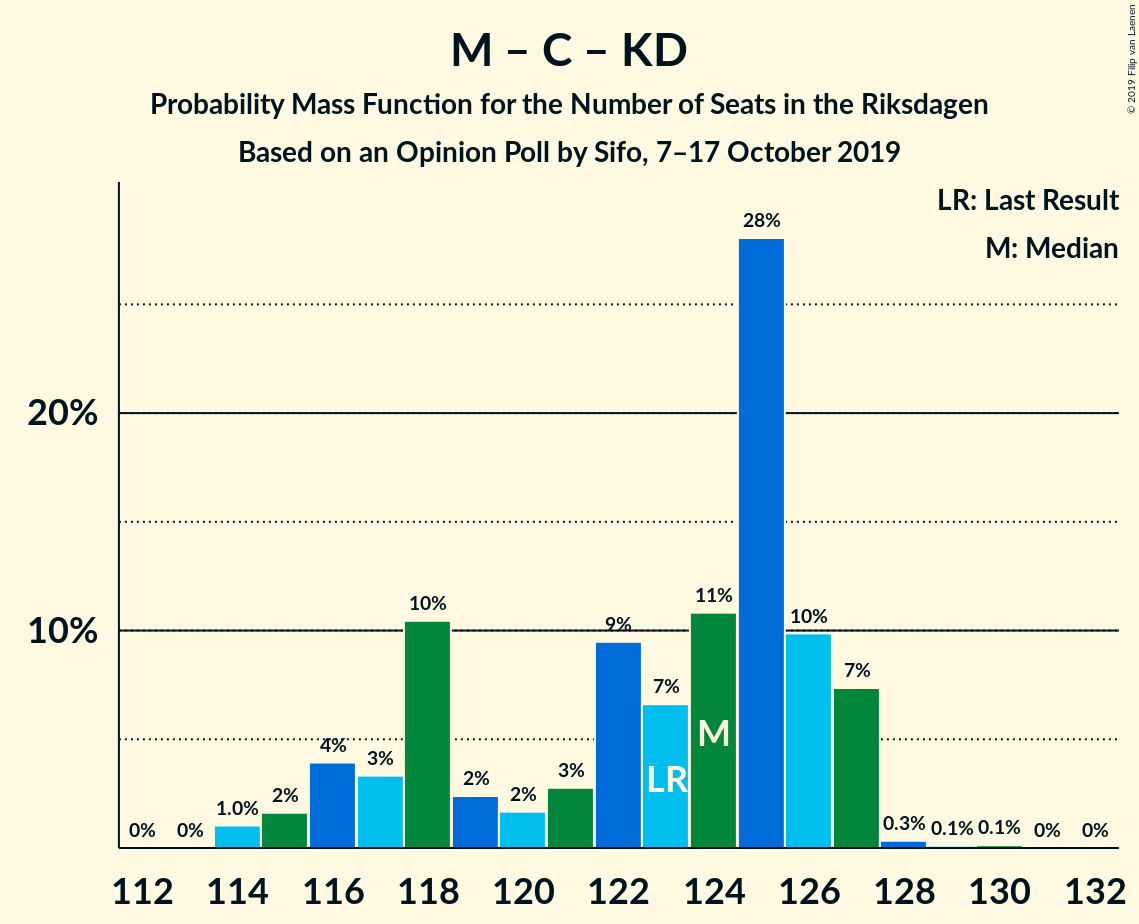 M – C – KD
Probability Mass Function for the Number of Seats in the Riksdagen
Based on an Opinion Poll by Sifo, 7–17 October 2019
© 2019 Filip van Laenen
LR: Last Result
M: Median
20%
10%
0%
0%
1.0%
2%
4%
3%
10%
2%
2%
3%
9%
7%
11%
28%
10%
7%
0.3%
0.1%
0.1%
0%
0%
LR
M
112 114 116 118 120 122 124 126 128 130 132